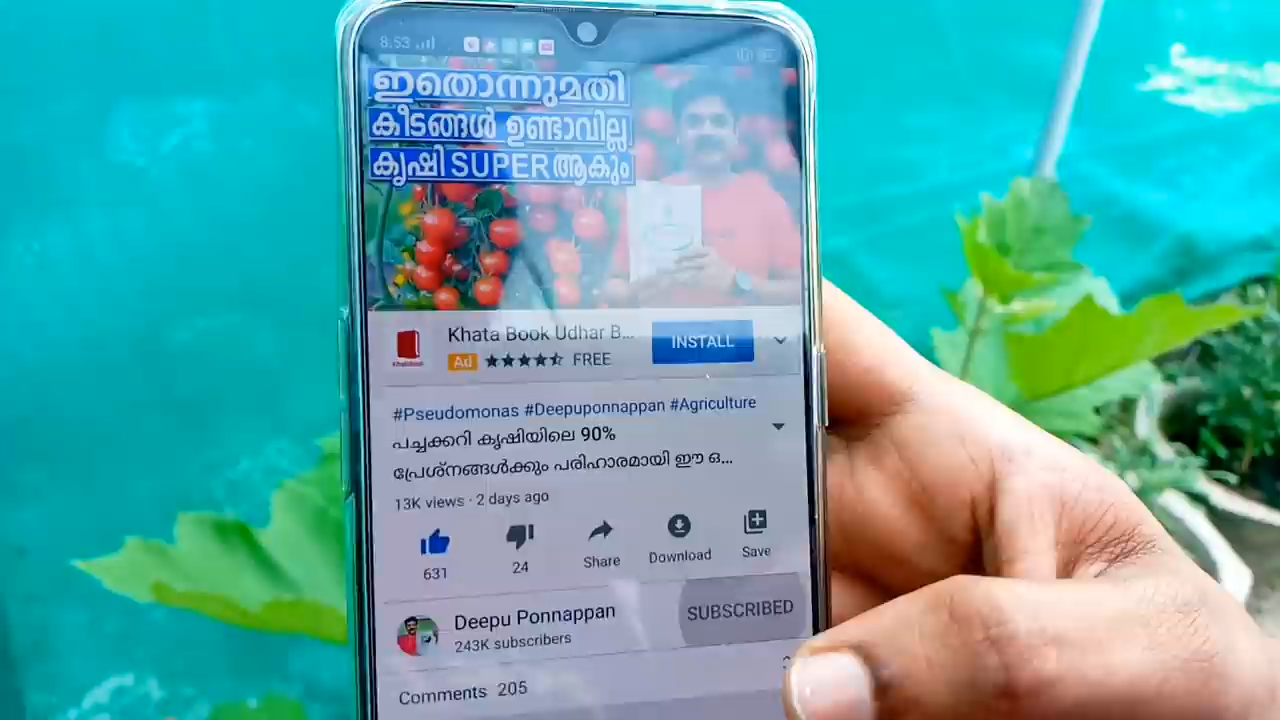 8.53
ഇതൊന്നുമതി
കീടങ്ങൾ ഉണ്ടാവില്ല
കൃഷി SUPER ആകും
Khata Book Udhar B...
Ad FREE
INSTALL
#Pseudomonas #Deepuponnappan #Agriculture
പച്ചക്കറി കൃഷിയിലെ 90%
പ്രേശ്നങ്ങൾക്കും പരിഹാരമായി ഈ ഒ...
13K views · 2 days ago
631
24
Share
Download
Save
Deepu Ponnappan
243K subscribers
SUBSCRIBED
Comments 205